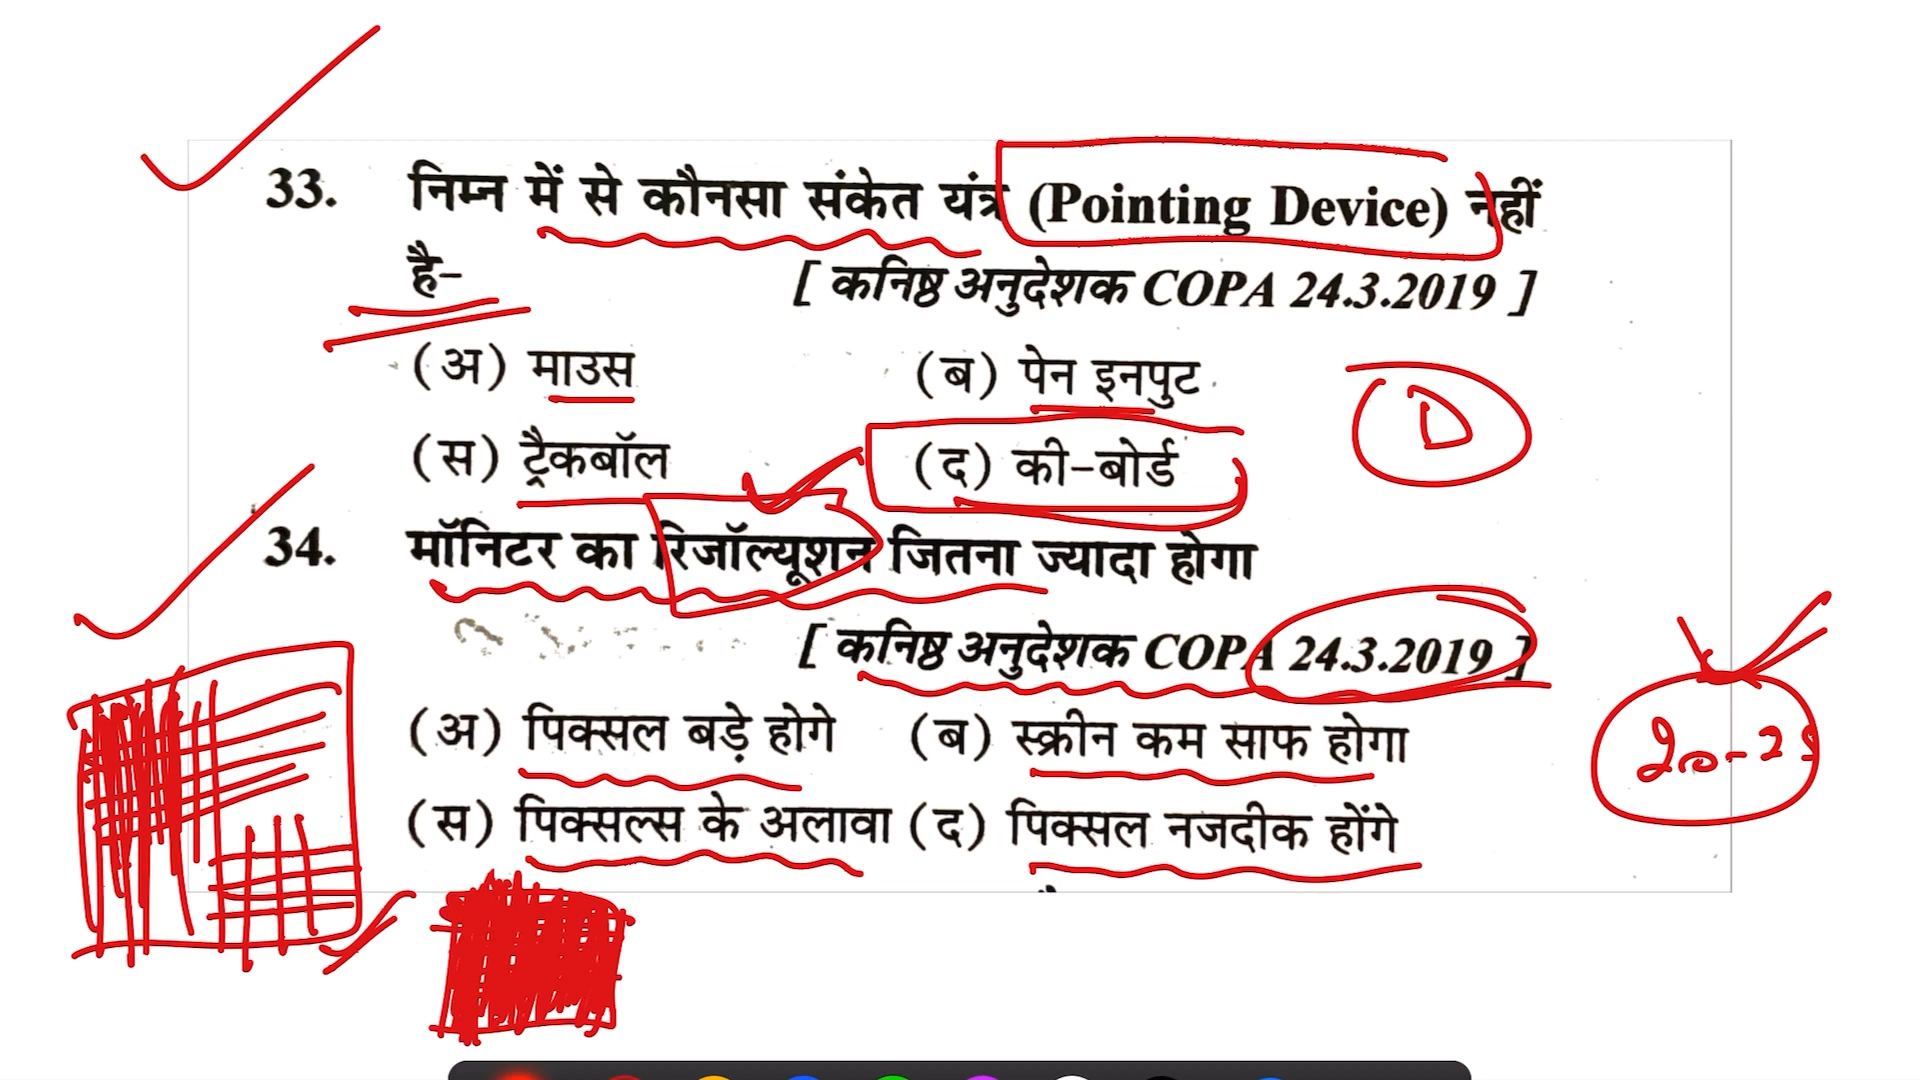 33. निम्न में से कौनसा संकेत यंत्र (Pointing Device) नहीं
है-
[ कनिष्ठ अनुदेशक COPA 24.3.2019 ]
(अ) माउस (ब) पेन इनपुट
(स) ट्रैकबॉल (द) की-बोर्ड
D
34. मॉनिटर का रिजॉल्यूशन जितना ज्यादा होगा
[ कनिष्ठ अनुदेशक COPA 24.3.2019 ]
(अ) पिक्सल बड़े होगे (ब) स्क्रीन कम साफ होगा
(स) पिक्सल्स के अलावा (द) पिक्सल नजदीक होंगे